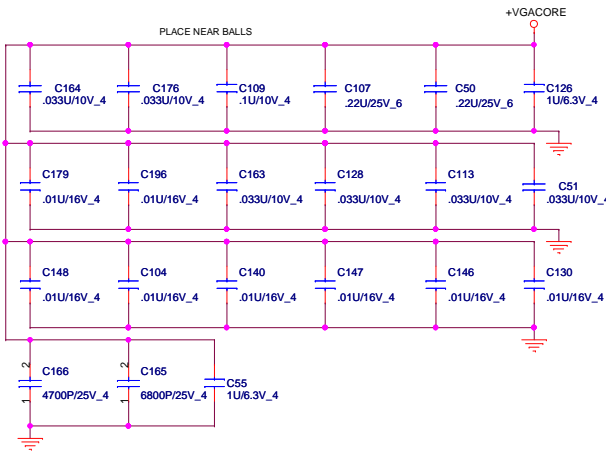 +VGACORE
PLACE NEAR BALLS
C164
.033U/10V_4
C176
.033U/10V_4
C109
.1U/10V_4
C107
.22U/25V_6
C50
.22U/25V_6
C126
1U/6.3V_4
C179
.01U/16V_4
C196
.01U/16V_4
C163
.033U/10V_4
C128
.033U/10V_4
C113
.033U/10V_4
C51
.033U/10V_4
C148
.01U/16V_4
C104
.01U/16V_4
C140
.01U/16V_4
C147
.01U/16V_4
C146
.01U/16V_4
C130
.01U/16V_4
2
C166
4700P/25V_4
1
2
C165
6800P/25V_4
1
C55
1U/6.3V_4